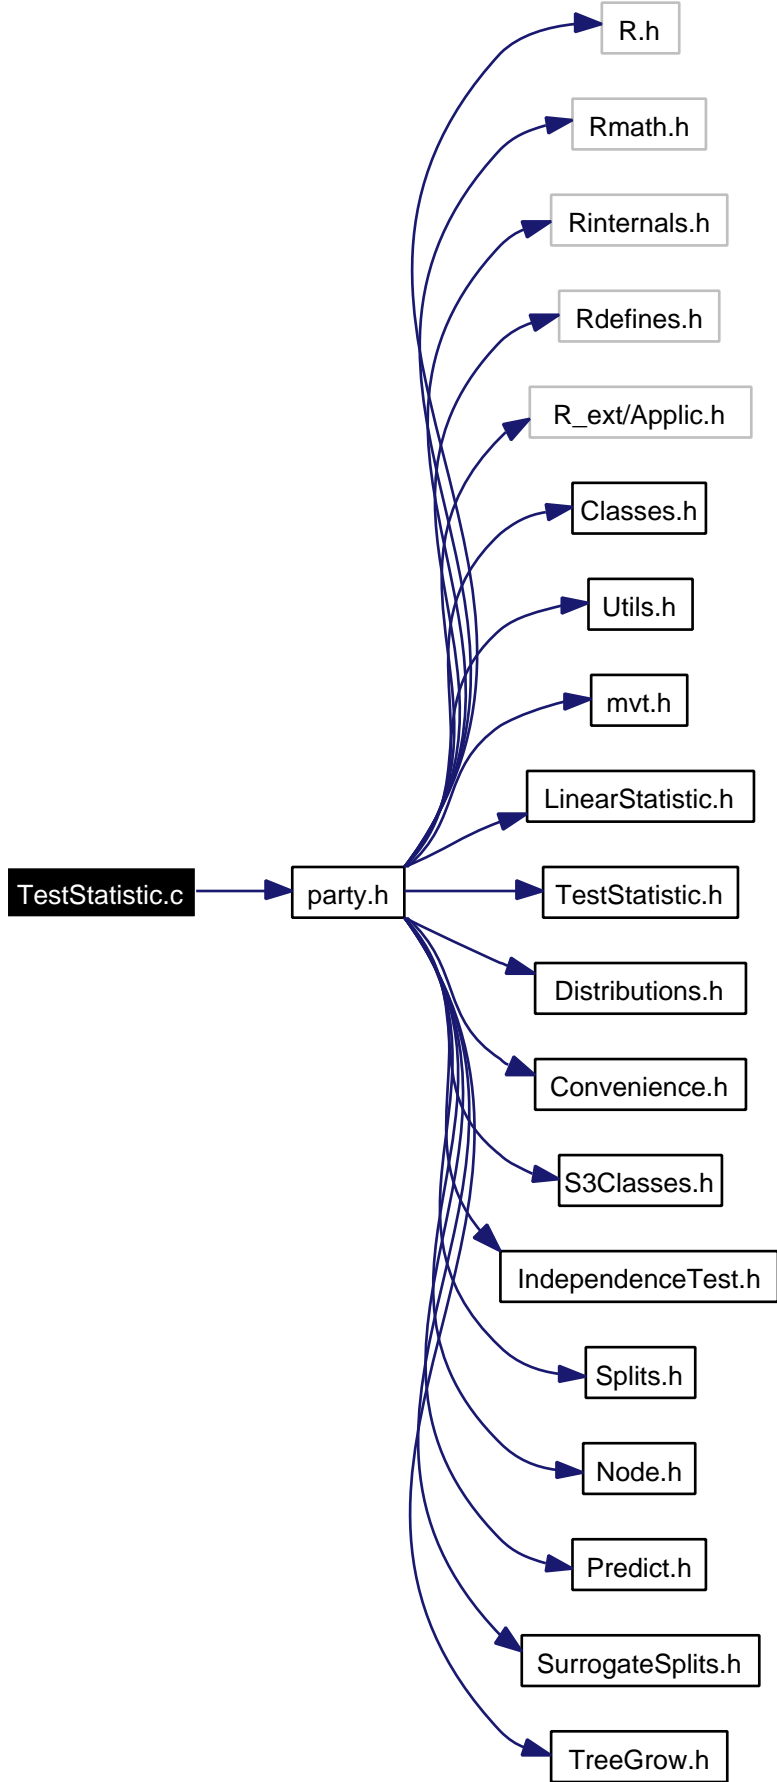 R.h
Rmath.h
Rinternals.h
Rdefines.h
R_ext/Applic.h
Classes.h
Utils.h
mvt.h
LinearStatistic.h
TestStatistic.c
party.h
TestStatistic.h
Distributions.h
Convenience.h
S3Classes.h
IndependenceTest.h
Splits.h
Node.h
Predict.h
SurrogateSplits.h
TreeGrow.h